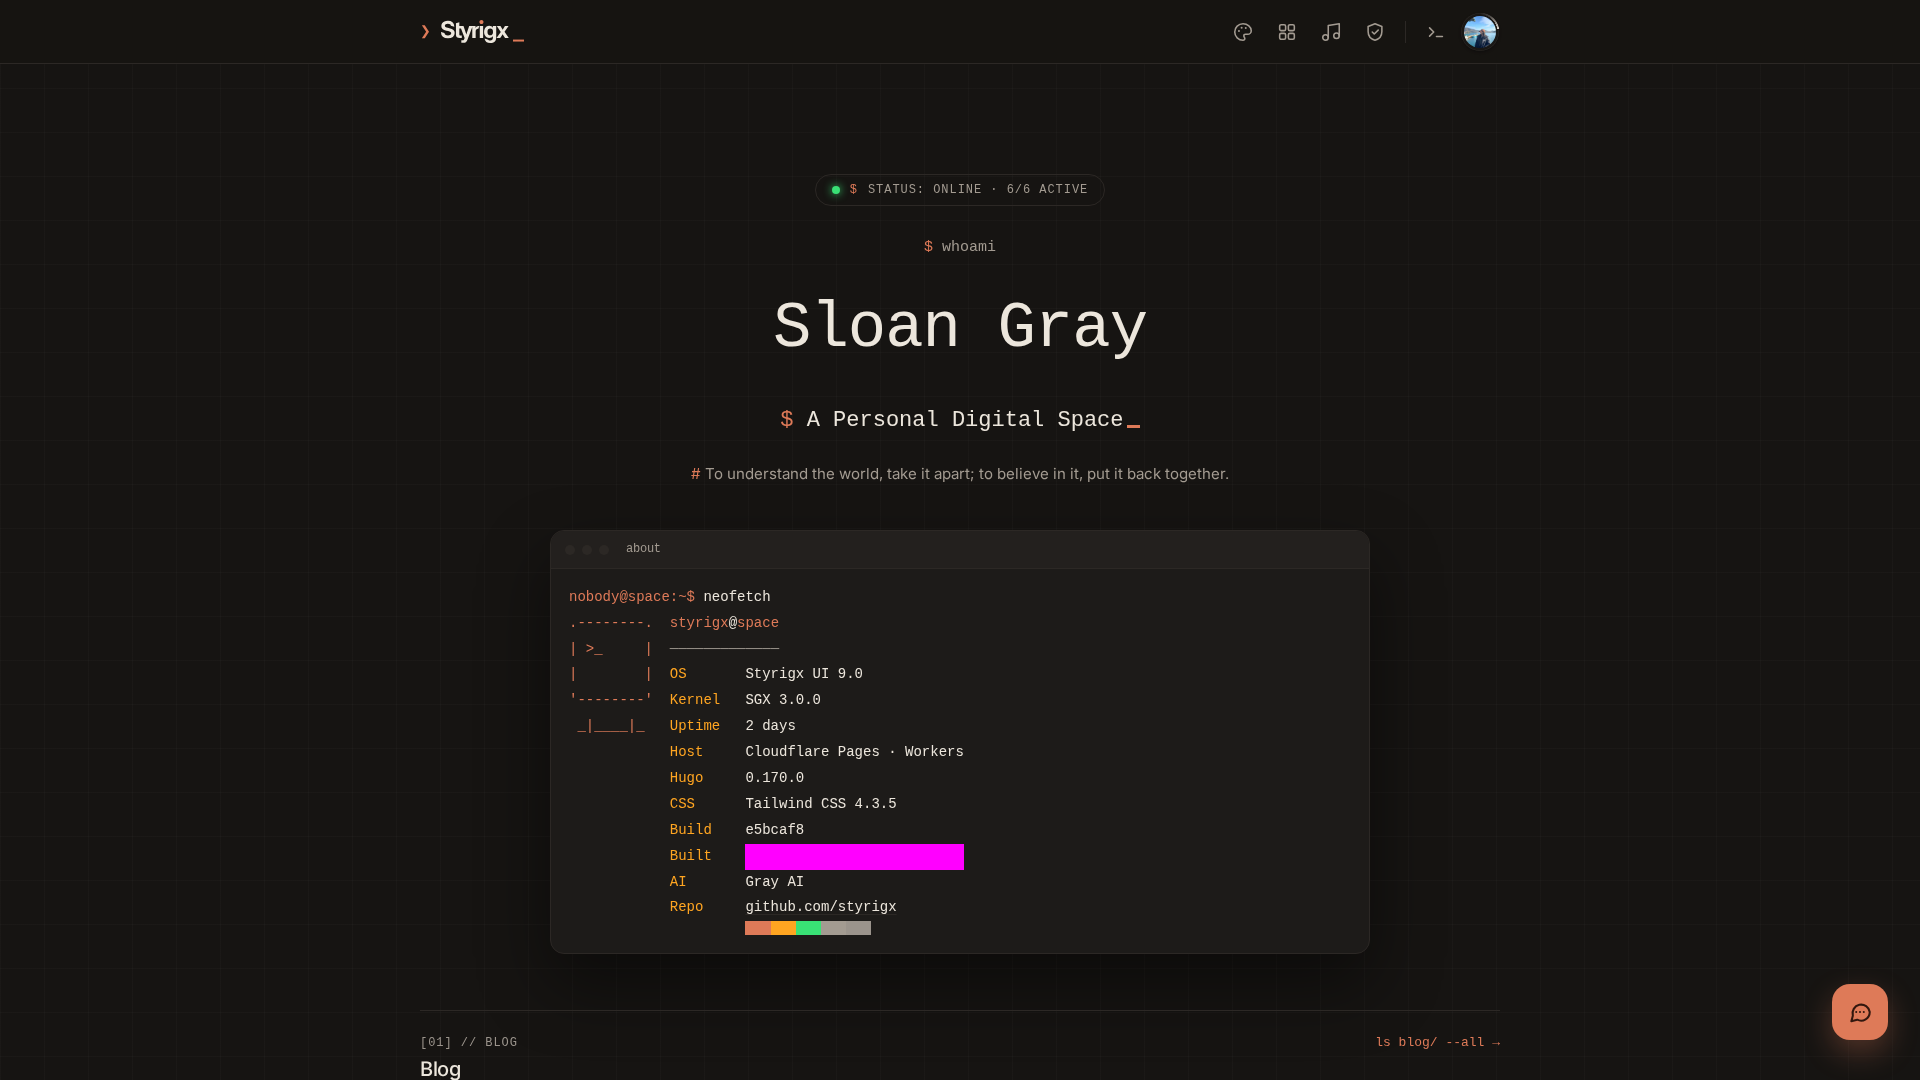 ❯ Styrigx _
$ STATUS: ONLINE · 6/6 ACTIVE
$ whoami
Sloan Gray
$ A Personal Digital Space_
# To understand the world, take it apart; to believe in it, put it back together.
about
nobody@space:~$ neofetch
.--------. styrigx@space
| >_     | —————————————
|        | OS Styrigx UI 9.0
'--------' Kernel SGX 3.0.0
_|____|_ Uptime 2 days
Host Cloudflare Pages · Workers
Hugo 0.170.0
CSS Tailwind CSS 4.3.5
Build e5bcaf8
Built
AI Gray AI
Repo github.com/styrigx
[01] // BLOG
ls blog/ --all →
Blog